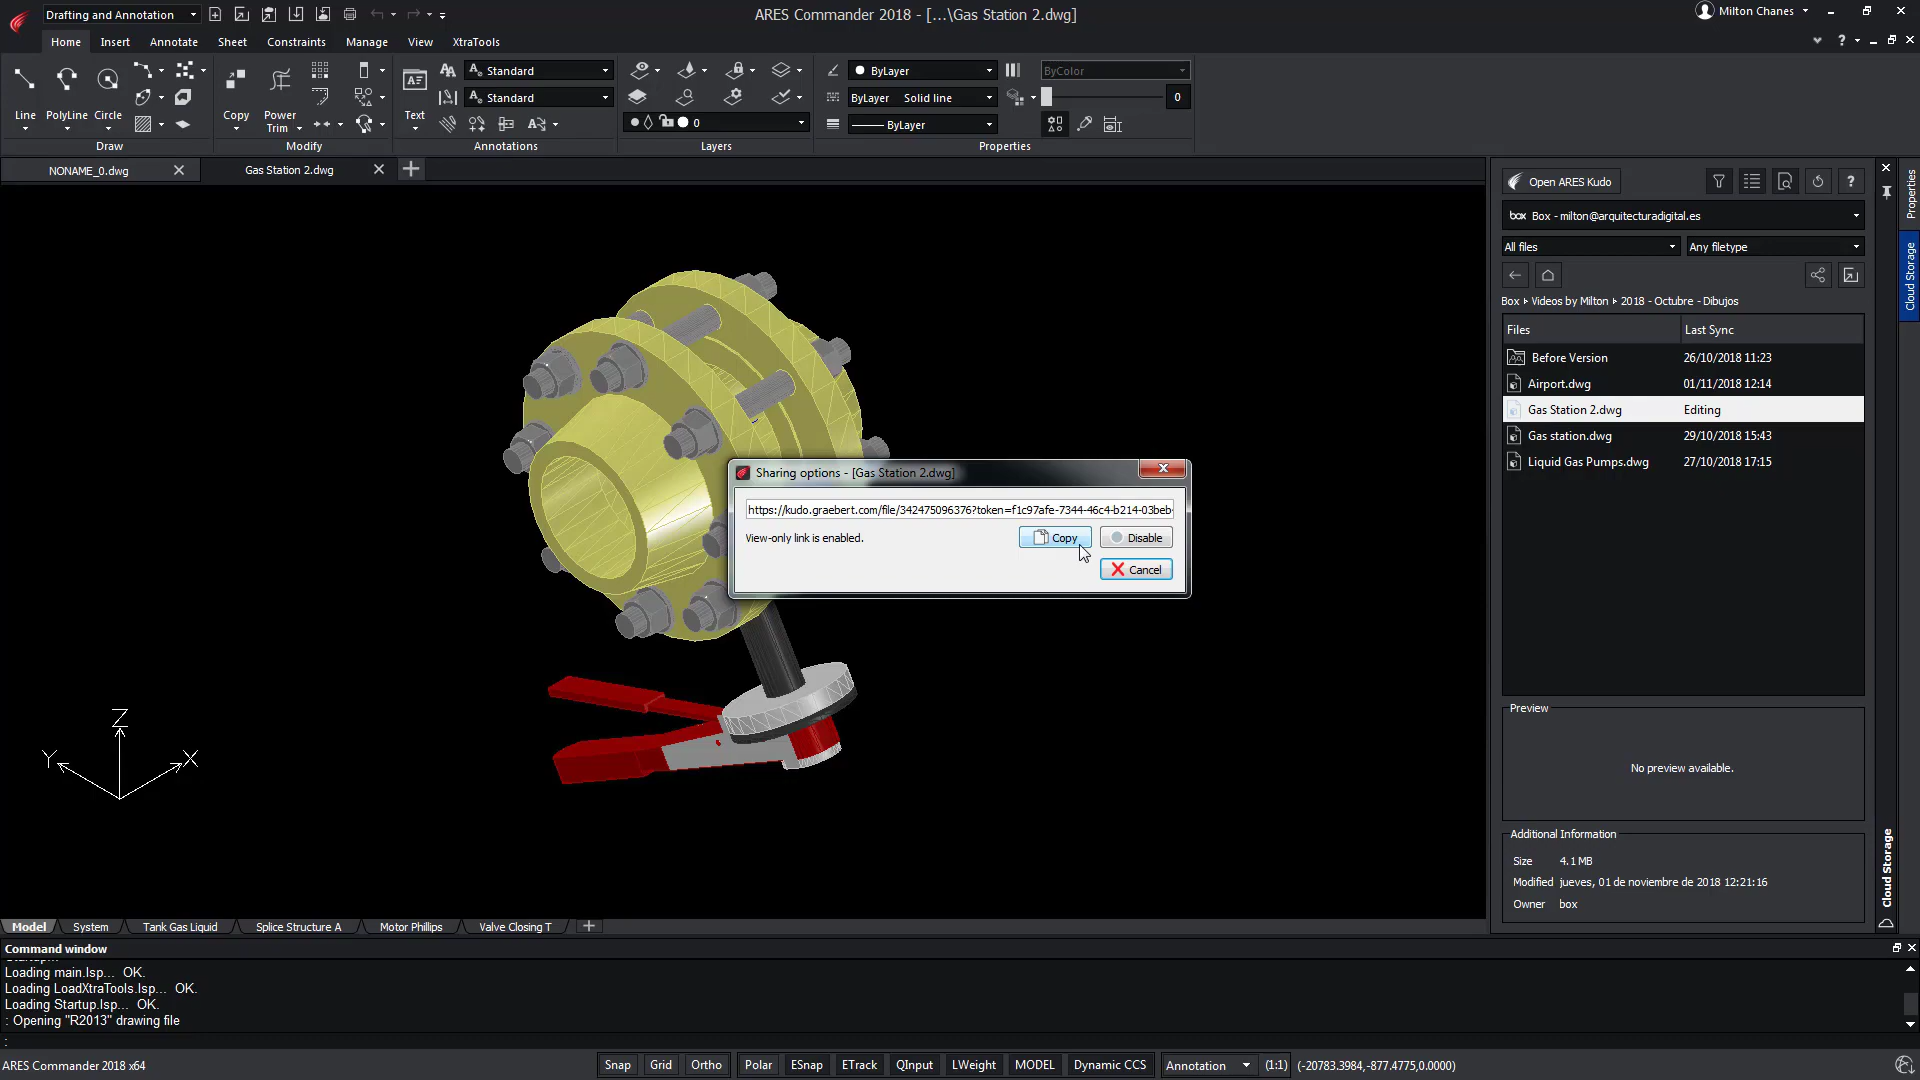 Drafting and Annotation
ARES Commander 2018 - [...\Gas Station 2.dwg]
Milton Chanes
Home Insert Annotate Sheet Constraints Manage View XtraTools
?
Line PolyLine Circle
Draw
Copy Power Trim
Modify
Text
Standard
Standard
Annotations
0
Layers
ByLayer
ByLayer Solid line
ByLayer
ByColor
0
Properties
NONAME_0.dwg
Gas Station 2.dwg
Open ARES Kudo
?
box Box - milton@arquitecturadigital.es
All files
Any filetype
Box Videos by Milton 2018 - Octubre - Dibujos
Files Last Sync
Before Version 26/10/2018 11:23
Airport.dwg 01/11/2018 12:14
Gas Station 2.dwg Editing
Gas station.dwg 29/10/2018 15:43
Liquid Gas Pumps.dwg 27/10/2018 17:15
Preview
No preview available.
Additional Information
Size 4.1 MB
Modified jueves, 01 de noviembre de 2018 12:21:16
Owner box
Properties
Cloud Storage
Cloud Storage
Sharing options - [Gas Station 2.dwg]
https://kudo.graebert.com/file/342475096376?token=f1c97afe-7344-46c4-b214-03beb
View-only link is enabled.
Copy
Disable
Cancel
Z
Y
X
Model System Tank Gas Liquid Splice Structure A Motor Phillips Valve Closing T
Command window
Loading main.lsp... OK.
Loading LoadXtraTools.lsp... OK.
Loading Startup.lsp... OK.
: Opening "R2013" drawing file
:
ARES Commander 2018 x64
Snap Grid Ortho Polar ESnap ETrack QInput LWeight MODEL Dynamic CCS Annotation (1:1) (-20783.3984,-877.4775,0.0000)